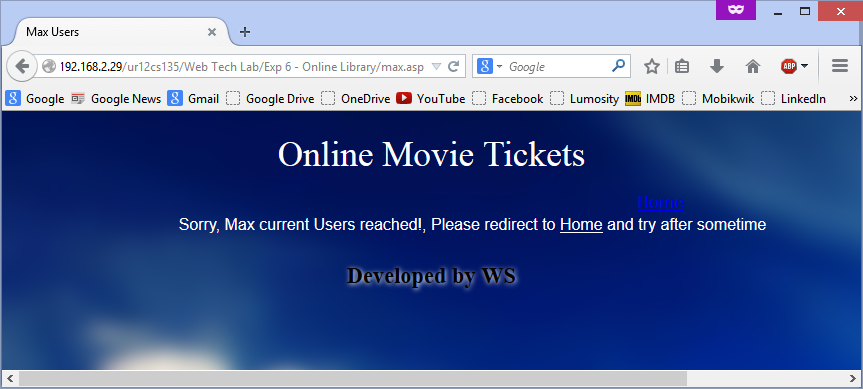 Max Users
192.168.2.29/ur12cs135/Web Tech Lab/Exp 6 - Online Library/max.asp
Google
ABP
Google Google News Gmail Google Drive OneDrive YouTube Facebook Lumosity IMDb IMDB Mobikwik LinkedIn
Online Movie Tickets
Home
Sorry, Max current Users reached!, Please redirect to Home and try after sometime
Developed by WS